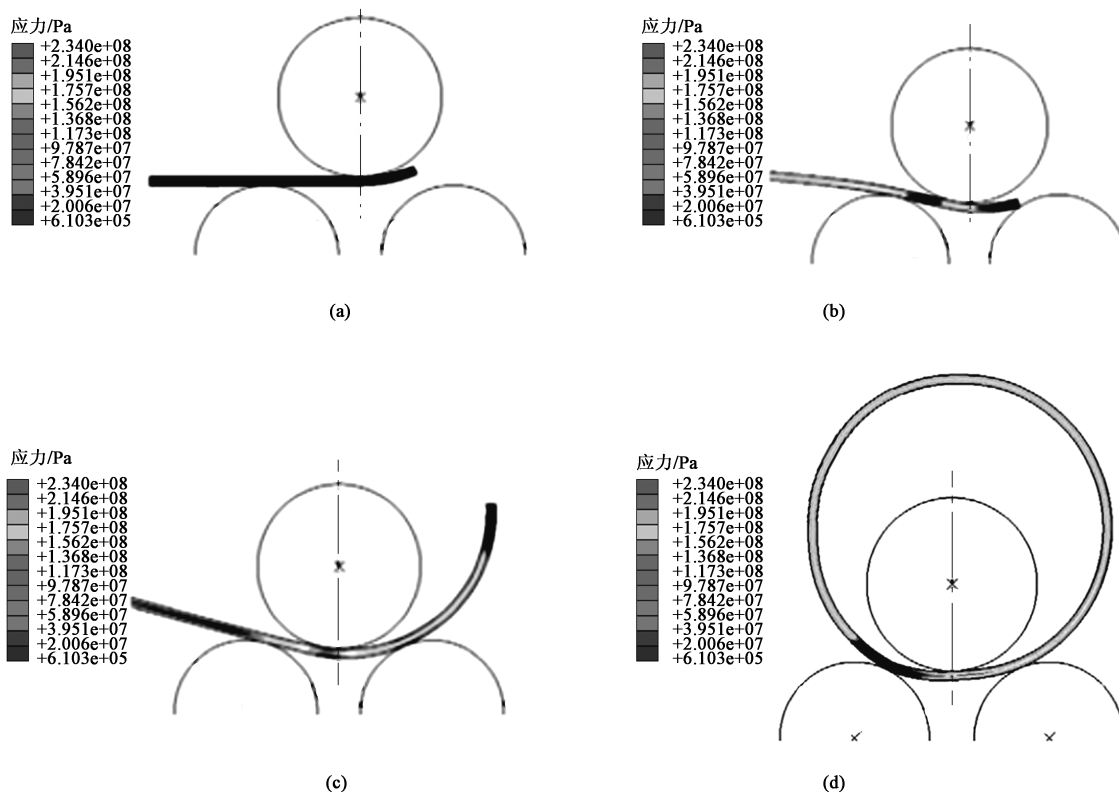 应力/Pa
+2.340e+08
+2.146e+08
+1.951e+08
+1.757e+08
+1.562e+08
+1.368e+08
+1.173e+08
+9.787e+07
+7.842e+07
+5.896e+07
+3.951e+07
+2.006e+07
+6.103e+05
(a)
应力/Pa
+2.340e+08
+2.146e+08
+1.951e+08
+1.757e+08
+1.562e+08
+1.368e+08
+1.173e+08
+9.787e+07
+7.842e+07
+5.896e+07
+3.951e+07
+2.006e+07
+6.103e+05
(b)
应力/Pa
+2.340e+08
+2.146e+08
+1.951e+08
+1.757e+08
+1.562e+08
+1.368e+08
+1.173e+08
+9.787e+07
+7.842e+07
+5.896e+07
+3.951e+07
+2.006e+07
+6.103e+05
(c)
应力/Pa
+2.340e+08
+2.146e+08
+1.951e+08
+1.757e+08
+1.562e+08
+1.368e+08
+1.173e+08
+9.787e+07
+7.842e+07
+5.896e+07
+3.951e+07
+2.006e+07
+6.103e+05
(d)